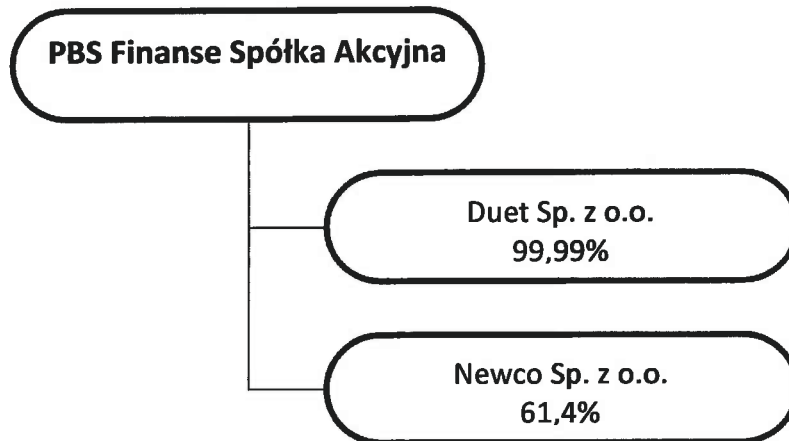 PBS Finanse Spółka Akcyjna
Duet Sp. z o.o.
99,99%
Newco Sp. z o.o.
61,4%